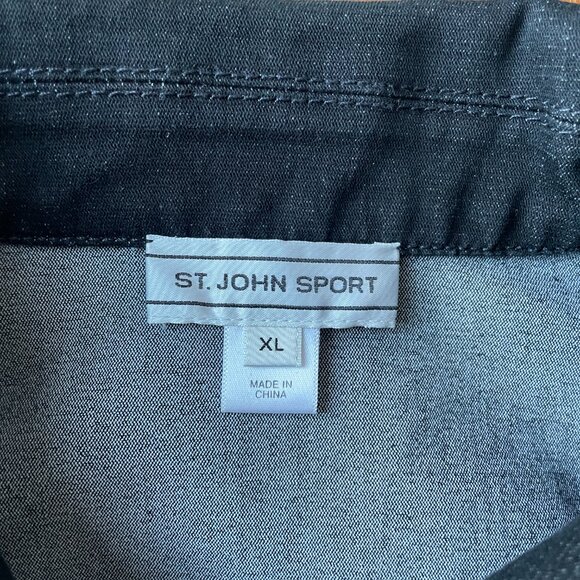 ST. JOHN SPORT
XL
MADE IN
CHINA